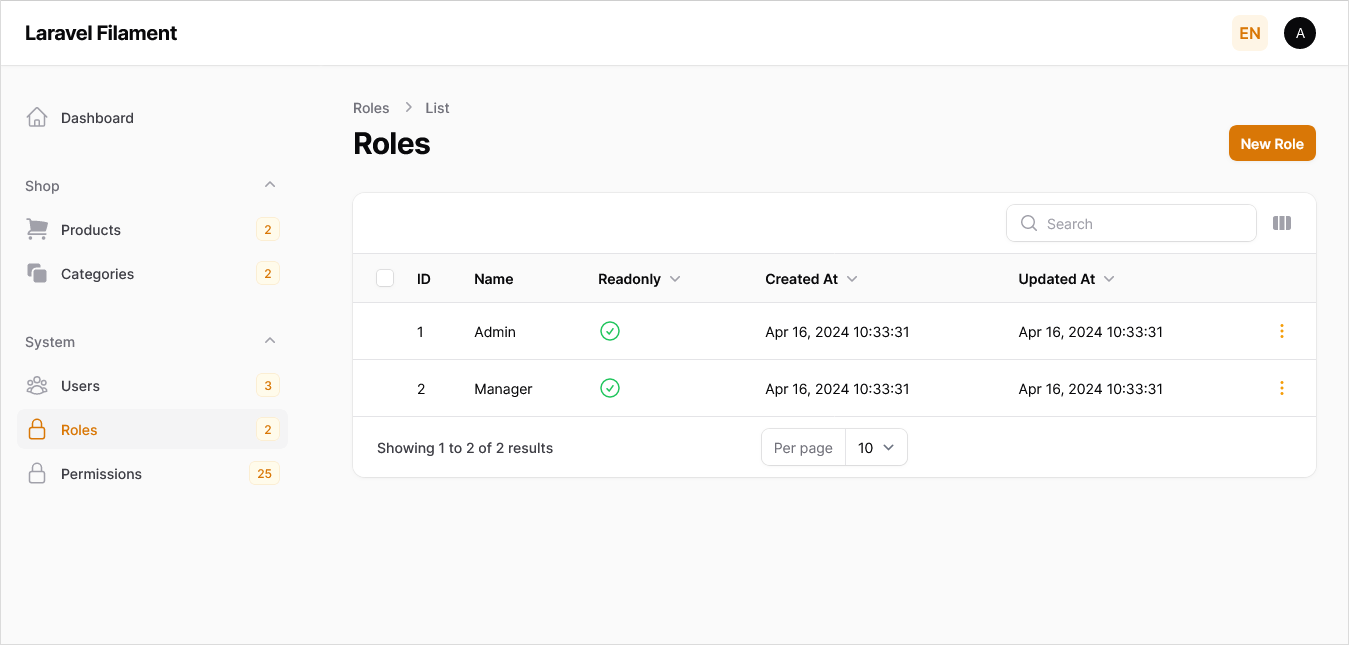 Laravel Filament
EN
A
Dashboard
Shop
Products 2
Categories 2
System
Users 3
Roles 2
Permissions 25
Roles List
Roles
New Role
Search
ID Name Readonly Created At Updated At
1 Admin Apr 16, 2024 10:33:31 Apr 16, 2024 10:33:31
2 Manager Apr 16, 2024 10:33:31 Apr 16, 2024 10:33:31
Showing 1 to 2 of 2 results Per page 10